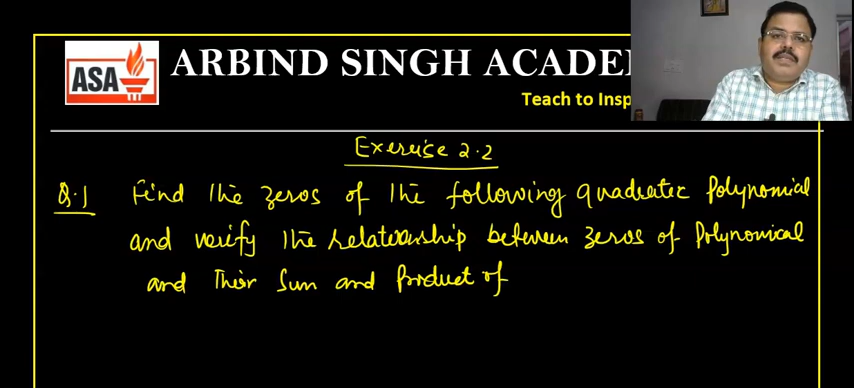 ASA
ARBIND SINGH ACADE
Teach to Insp
Exercise 2.2
Q.1 Find the zeros of the following quadratic polynomial
and verify the relationship between zeros of polynomical
and their sum and product of